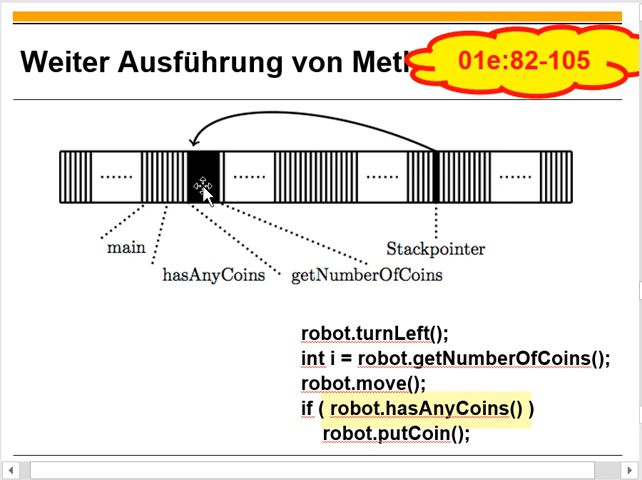 Weiter Ausführung von Met
01e:82-105
......
......
......
......
main
Stackpointer
hasAnyCoins
getNumberOfCoins
robot.turnLeft();
int i = robot.getNumberOfCoins();
robot.move();
if ( robot.hasAnyCoins() )
robot.putCoin();